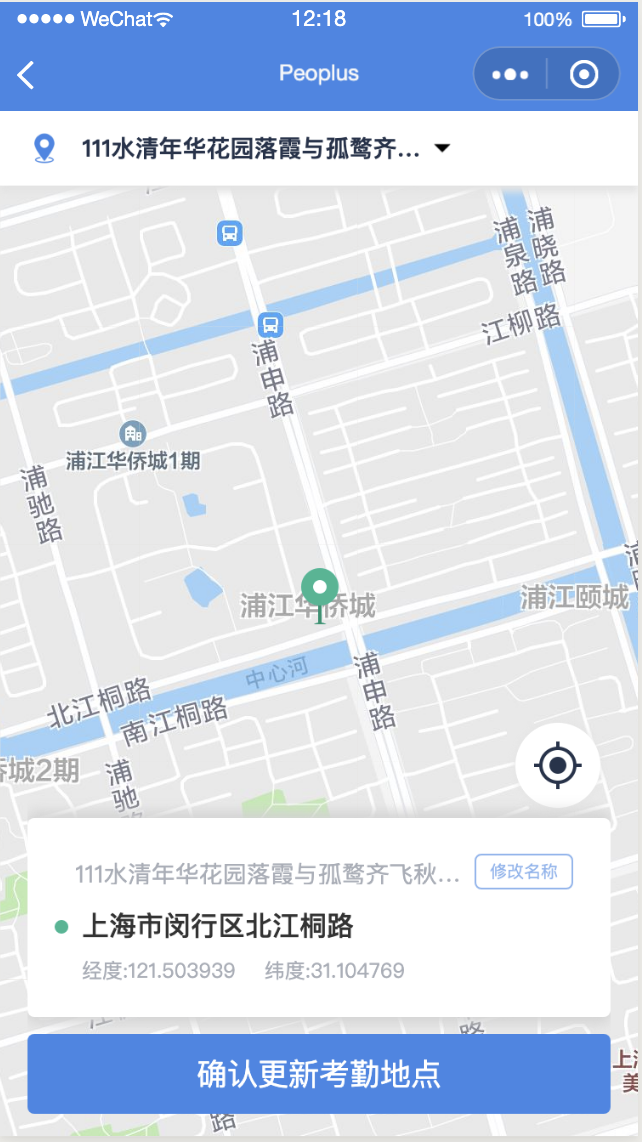 WeChat
12:18
100%
Peoplus
111水清年华花园落霞与孤鹜齐...
浦泉路
浦晓路
江柳路
浦申路
浦江华侨城1期
浦驰路
浦江华侨城
浦江颐城
中心河
浦申路
北江桐路
南江桐路
侨城2期
浦驰
111水清年华花园落霞与孤鹜齐飞秋...
修改名称
上海市闵行区北江桐路
经度:121.503939
纬度:31.104769
江
路
确认更新考勤地点
上海
美
路